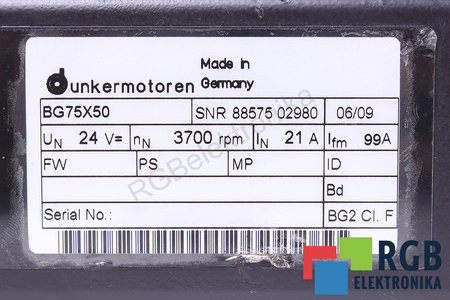 Made In
dunkermotoren Germany
BG75X50 SNR 88575 02980 06/09
UN 24 V= nN 3700 rpm IN 21 A Ifm 99A
FW PS MP ID
Bd
Serial No.: BG2 Cl. F
RGBelektronika
RGB
ELEKTRONIKA